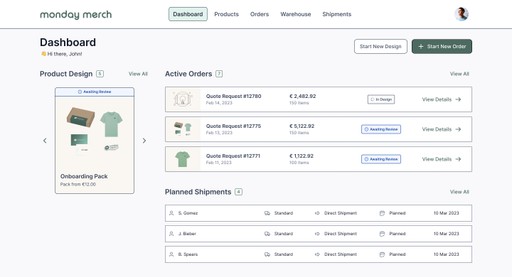 monday merch
Dashboard
Products
Orders
Warehouse
Shipments
Dashboard
Hi there, John!
Start New Design
Start New Order
Product Design
View All
Awaiting Review
Onboarding Pack
Pack from €12.00
Active Orders 7
View All
Quote Request #12780
Feb 14, 2023
€ 2,482.92
150 items
In Design
View Details
Quote Request #12775
Feb 13, 2023
€ 5,122.92
150 items
Awaiting Review
View Details
Quote Request #12771
Feb 11, 2023
€ 1,122.92
150 items
Awaiting Review
View Details
Planned Shipments
View All
S. Gomez
Standard
Direct Shipment
Planned
10 Mar 2023
J. Bieber
Standard
Direct Shipment
Planned
10 Mar 2023
B. Spears
Standard
Direct Shipment
Planned
10 Mar 2023